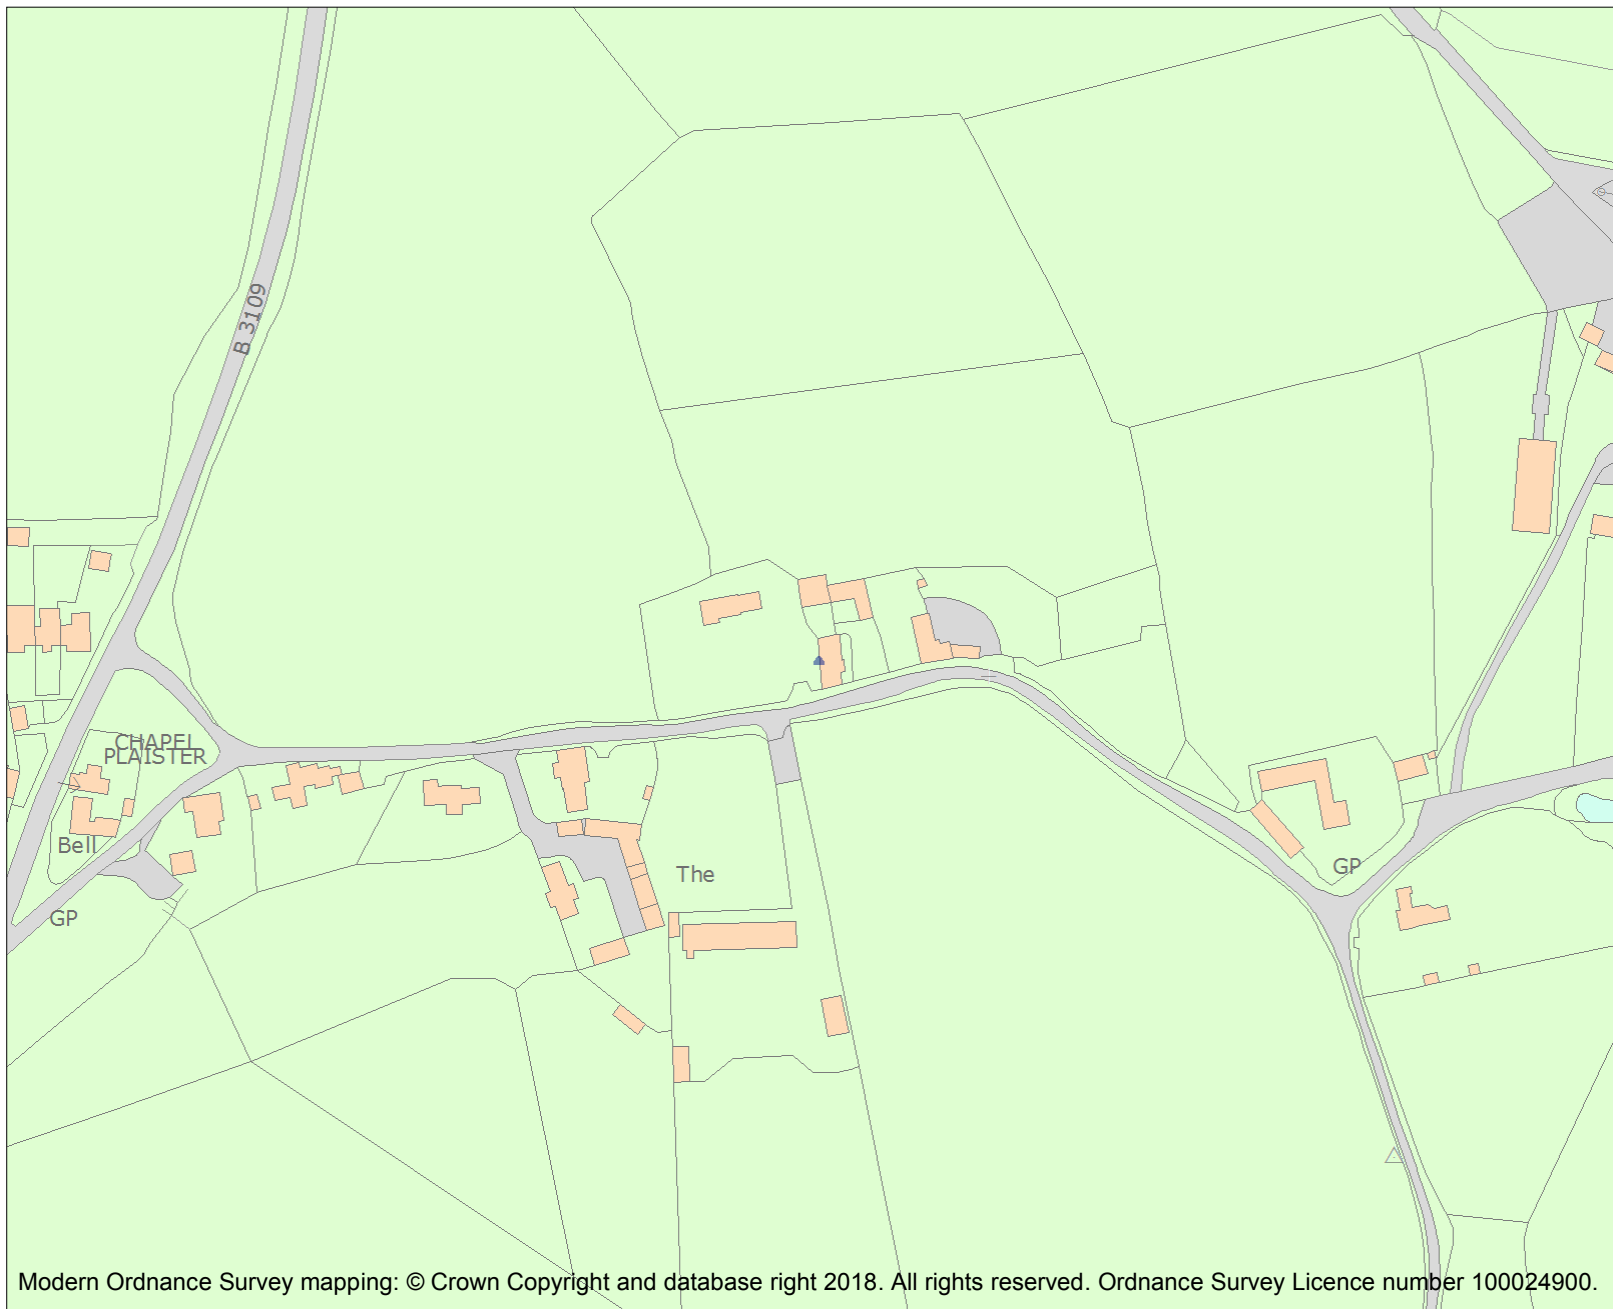 B 3109
CHAPEL
PLAISTER
Bell
The
GP
GP
Modern Ordnance Survey mapping: © Crown Copyright and database right 2018. All rights reserved. Ordnance Survey Licence number 100024900.